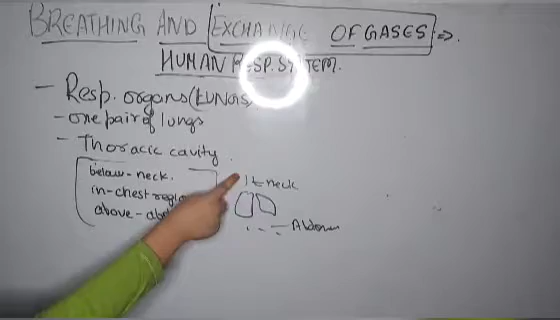 BREATHING AND EXCHANGE OF GASES =>.
HUMAN RESP. SYSTEM.
- Resp. organs (LUNGS)
- one pair of lungs
- Thoracic cavity.
below-neck.
in-chest region
above-
neck
Abdomen